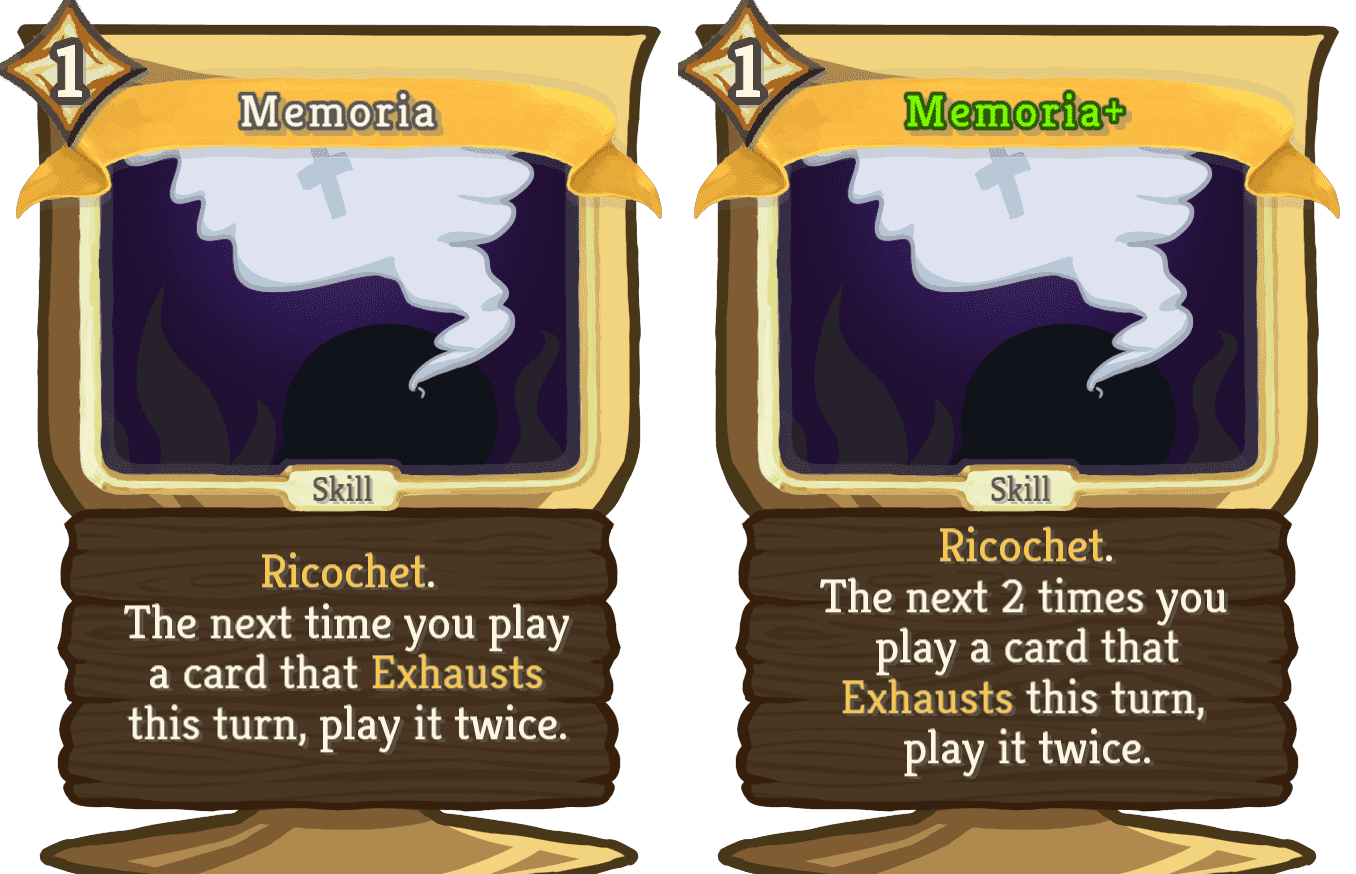 1
Memoria
Skill
Ricochet.
The next time you play
a card that Exhausts
this turn, play it twice.
1
Memoria+
Skill
Ricochet.
The next 2 times you
play a card that
Exhausts this turn,
play it twice.